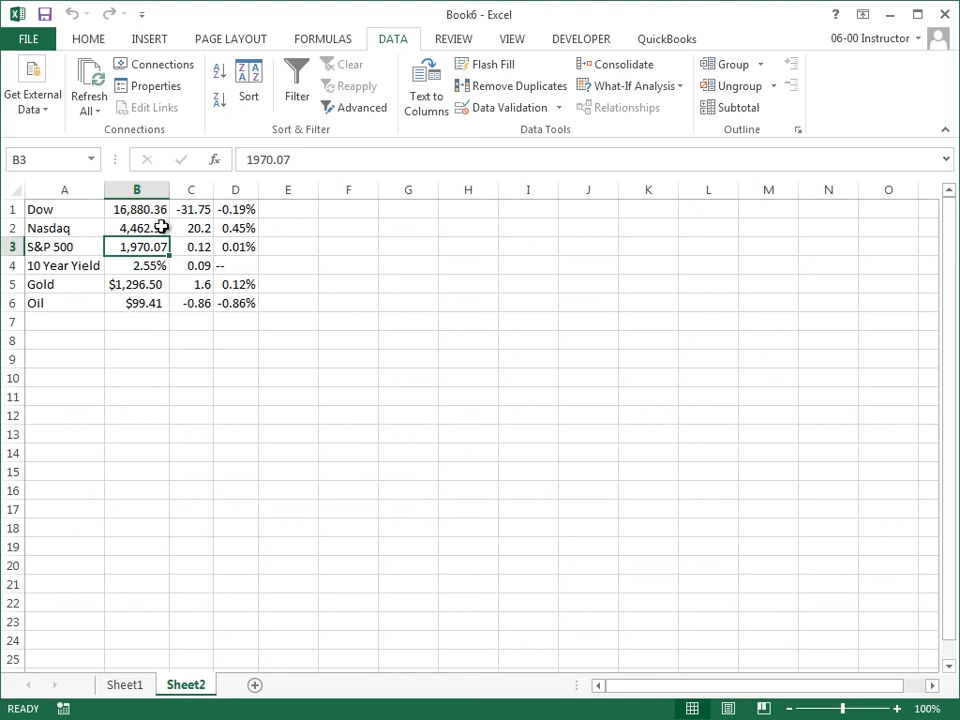 Book6 - Excel
FILE HOME INSERT PAGE LAYOUT FORMULAS DATA REVIEW VIEW DEVELOPER QuickBooks 06-00 Instructor
Get External Data
Refresh All
Connections
Properties
Edit Links
Connections
Sort
Filter
Clear
Reapply
Advanced
Sort & Filter
Text to Columns
Flash Fill
Remove Duplicates
Data Validation
Consolidate
What-If Analysis
Relationships
Data Tools
Group
Ungroup
Subtotal
Outline
B3 fx 1970.07
A B C D E F G H I J K L M N O
1 Dow 16,880.36 -31.75 -0.19%
2 Nasdaq 20.2 0.45%
3 S&P 500 1,970.07 0.12 0.01%
4 10 Year Yield 2.55% 0.09 --
5 Gold $1,296.50 1.6 0.12%
6 Oil $99.41 -0.86 -0.86%
7
8
9
10
11
12
13
14
15
16
17
18
19
20
21
22
23
24
25
Sheet1 Sheet2
READY 100%